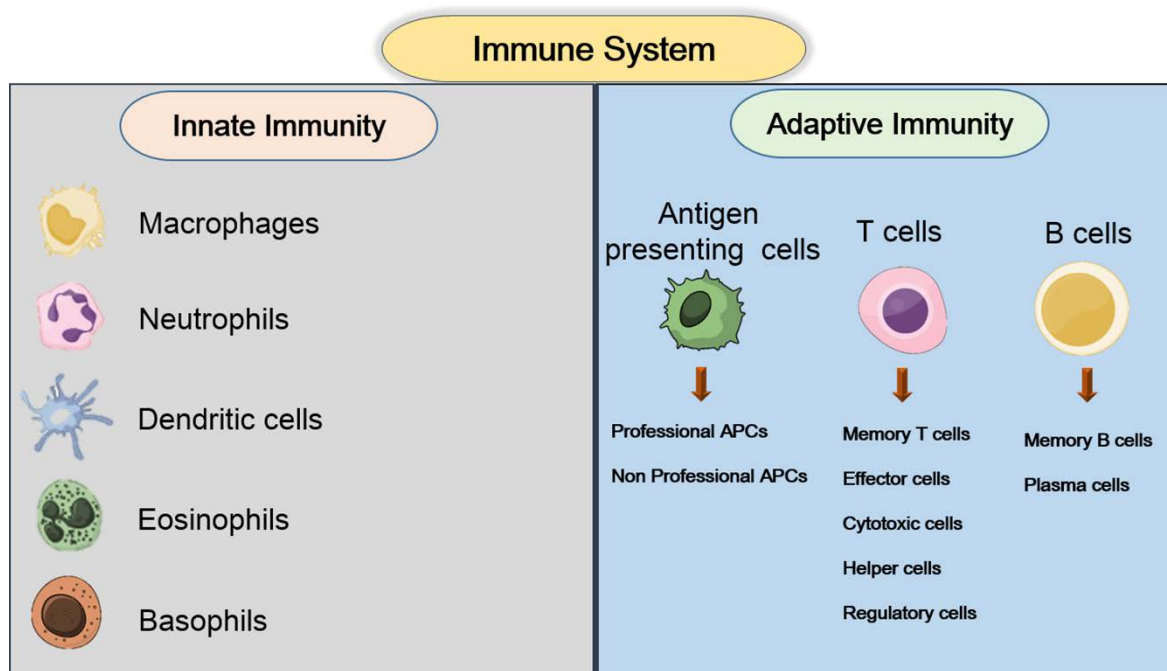 Immune System
Innate Immunity
Macrophages
Neutrophils
Dendritic cells
Eosinophils
Basophils
Adaptive Immunity
Antigen
presenting cells
Professional APCs
Non Professional APCs
T cells
Memory T cells
Effector cells
Cytotoxic cells
Helper cells
Regulatory cells
B cells
Memory B cells
Plasma cells